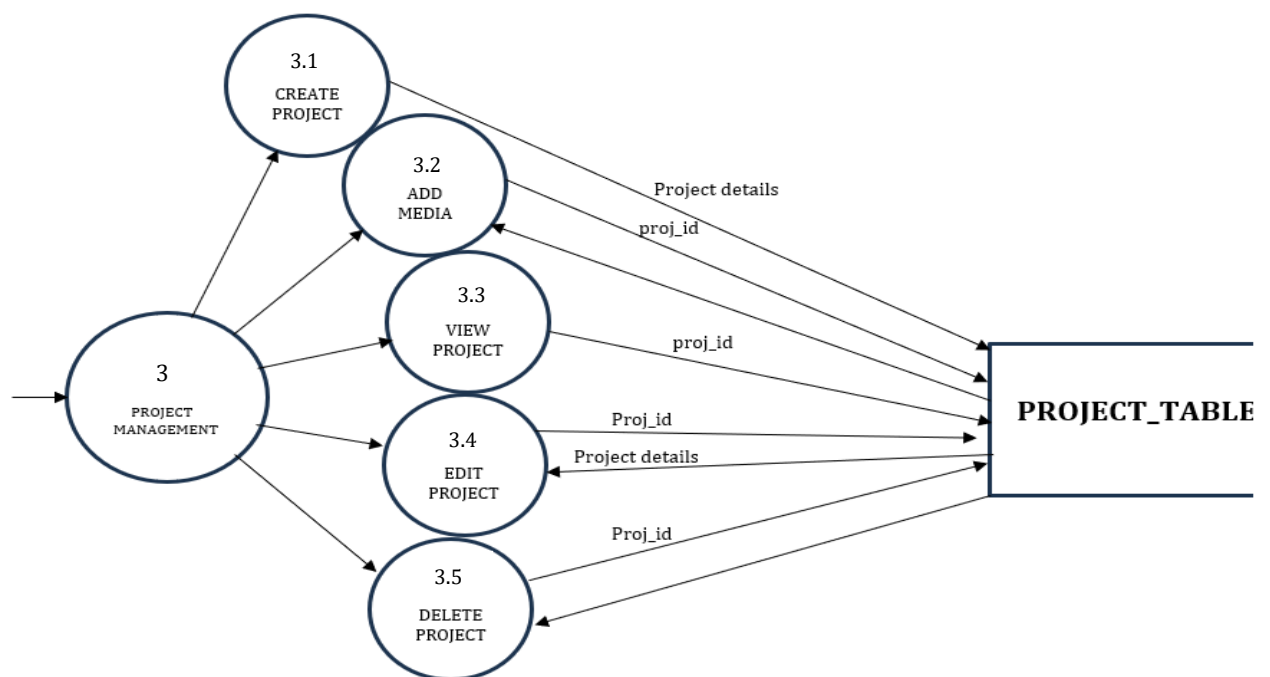 3.1
CREATE
PROJECT
3.2
ADD
MEDIA
Project details
proj_id
3.3
VIEW
PROJECT
proj_id
3
PROJECT
MANAGEMENT
PROJECT_TABLE
3.4
EDIT
PROJECT
Proj_id
Project details
3.5
DELETE
PROJECT
Proj_id